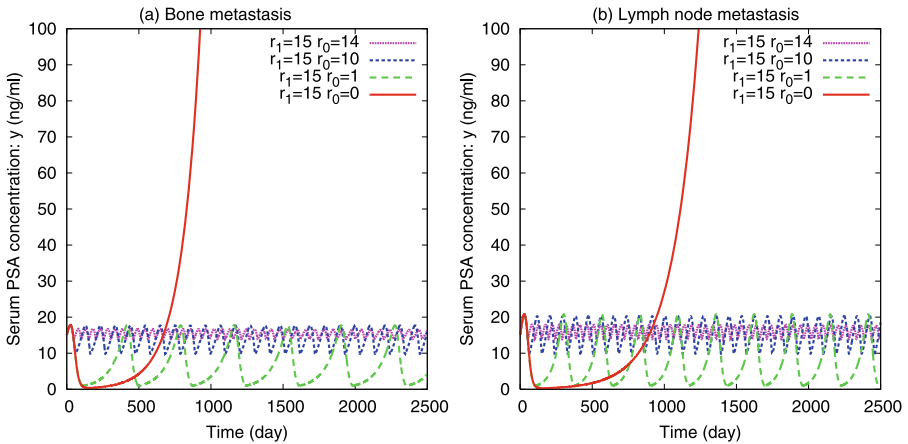 (a) Bone metastasis
r1=15 r0=14
r1=15 r0=10
r1=15 r0=1
r1=15 r0=0
Serum PSA concentration: y (ng/ml)
100
90
80
70
60
50
40
30
20
10
0
0 500 1000 1500 2000 2500
Time (day)
(b) Lymph node metastasis
r1=15 r0=14
r1=15 r0=10
r1=15 r0=1
r1=15 r0=0
Serum PSA concentration: y (ng/ml)
100
90
80
70
60
50
40
30
20
10
0
0 500 1000 1500 2000 2500
Time (day)